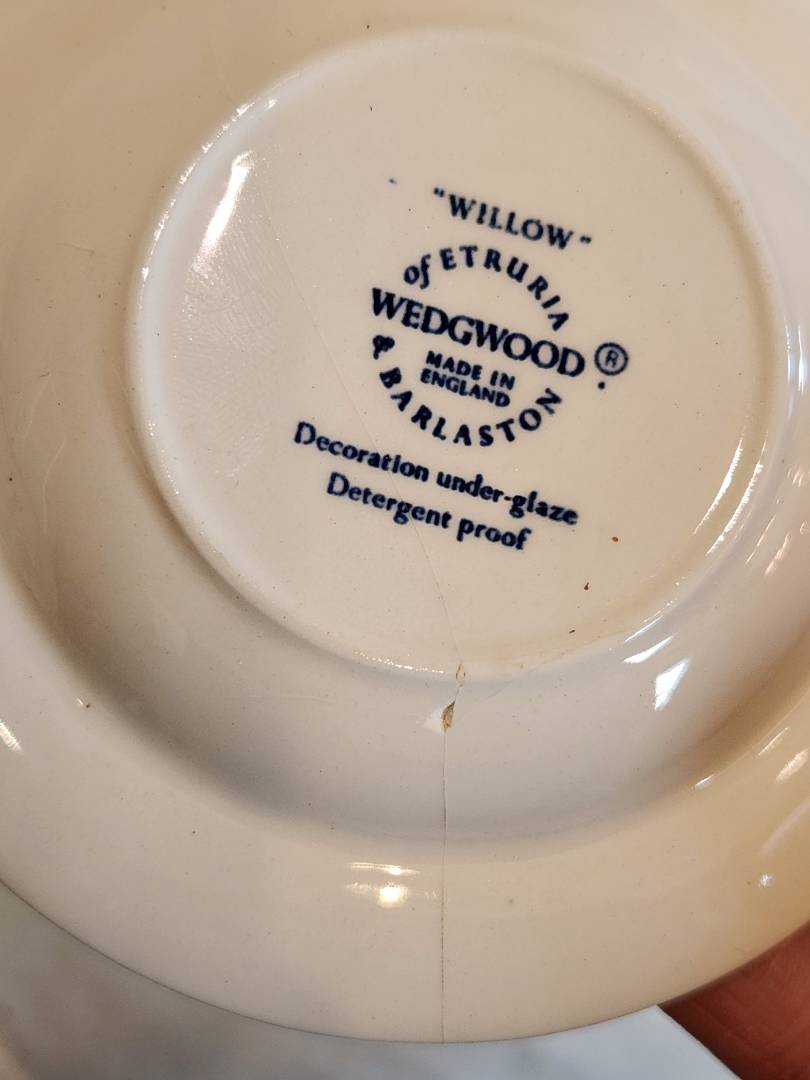 "WILLOW"
of ETRURIA
WEDGWOOD ®
MADE IN
ENGLAND
& BARLASTON
Decoration under-glaze
Detergent proof